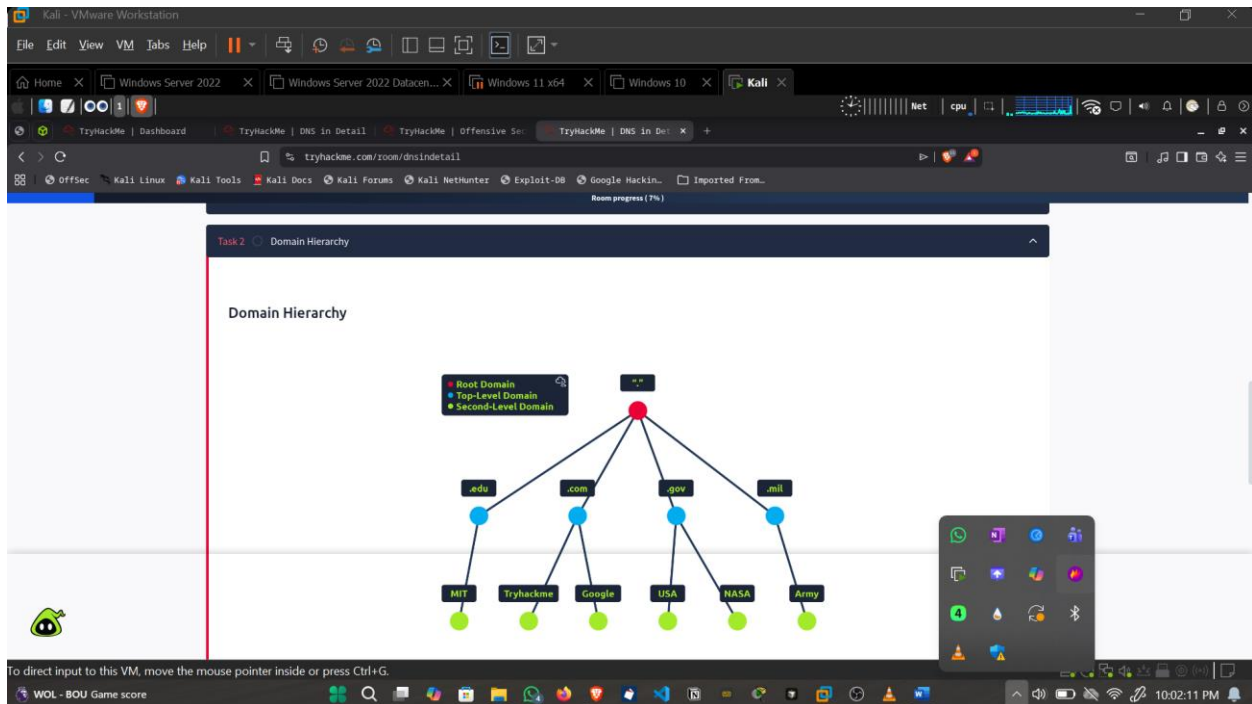 Kali - VMware Workstation
File Edit View VM Tabs Help
Home Windows Server 2022 Windows Server 2022 Datacen... Windows 11 x64 Windows 10 Kali
1 Net cpu
TryHackMe | Dashboard TryHackMe | DNS in Detail TryHackMe | Offensive Sec TryHackMe | DNS in Det
tryhackme.com/room/dnsindetail
OffSec Kali Linux Kali Tools Kali Docs Kali Forums Kali NetHunter Exploit-DB Google Hackin… Imported From…
Room progress ( 7% )
Task 2 Domain Hierarchy
Domain Hierarchy
Root Domain
Top-Level Domain
Second-Level Domain
"."
.edu .com .gov .mil
MIT Tryhackme Google USA NASA Army
4
To direct input to this VM, move the mouse pointer inside or press Ctrl+G.
WOL - BOU Game score
10:02:11 PM